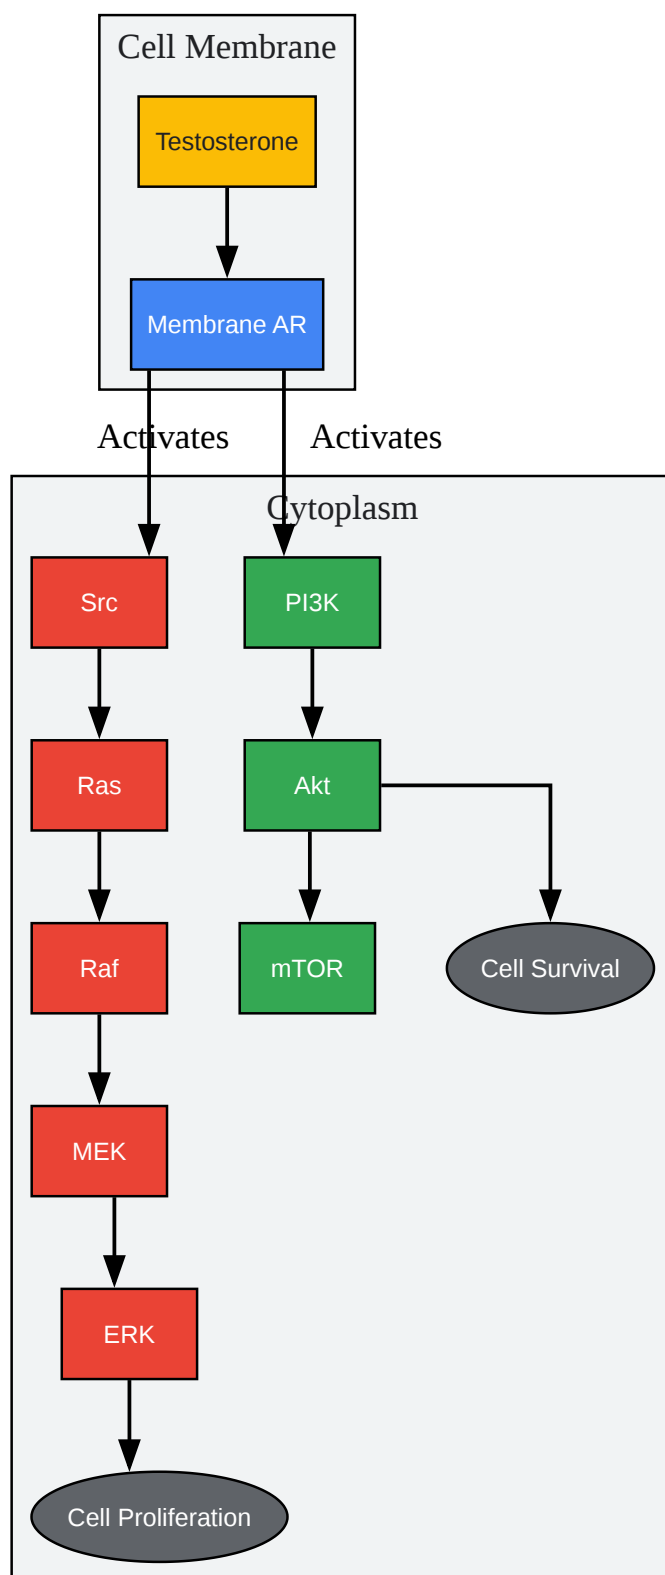 Cell Membrane
Testosterone
Membrane AR
Activates
Activates
Cytoplasm
Src
PI3K
Ras
Akt
Raf
mTOR
Cell Survival
MEK
ERK
Cell Proliferation